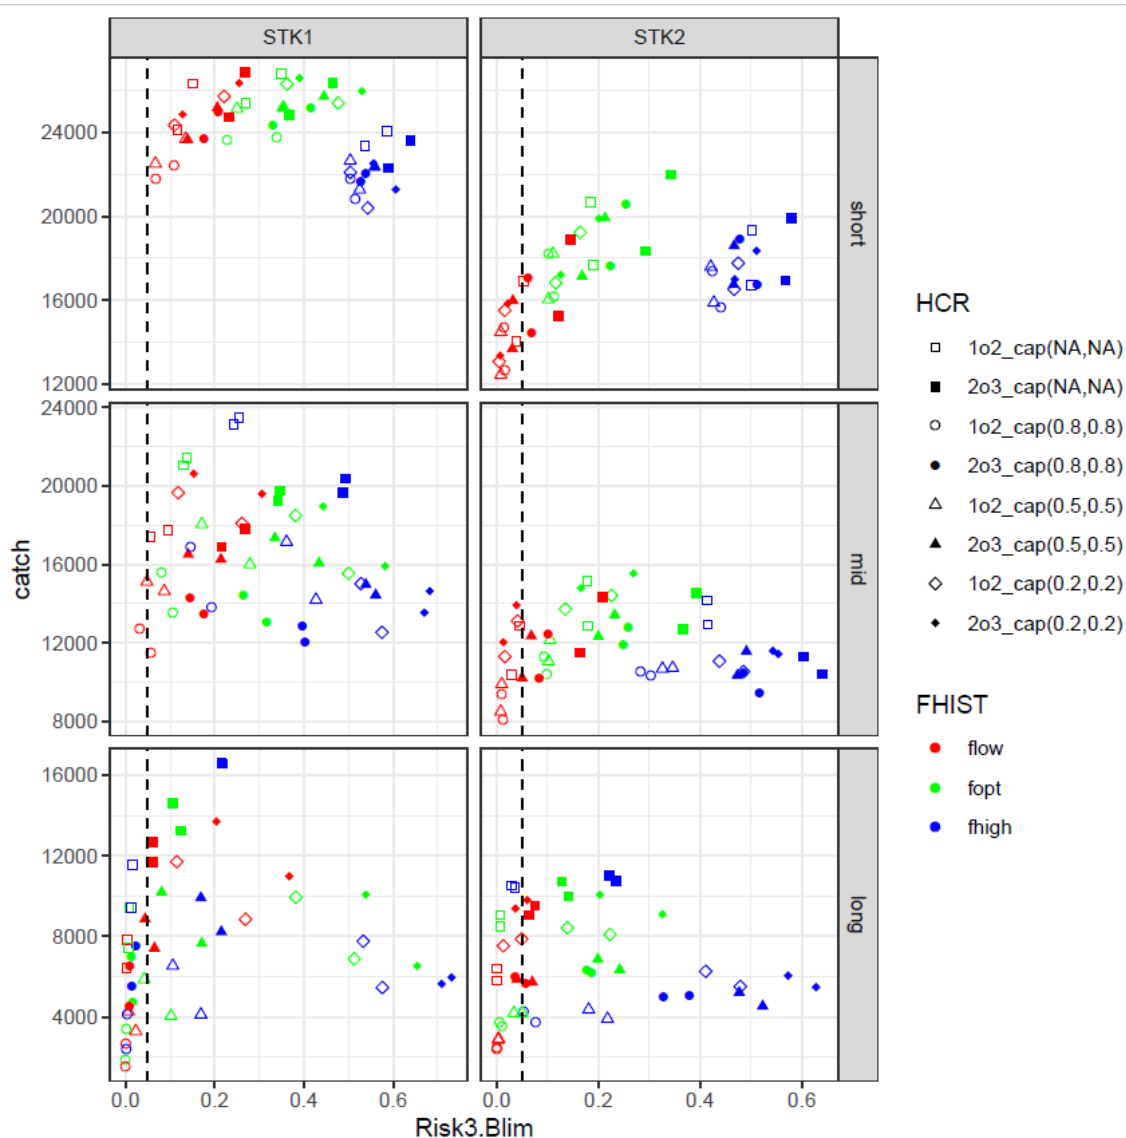 STK1 STK2
24000
20000
16000
12000
short
24000
20000
16000
12000
8000
mid
16000
12000
8000
4000
long
0.0 0.2 0.4 0.6 0.0 0.2 0.4 0.6
Risk3.Blim
catch
HCR
1o2_cap(NA,NA)
2o3_cap(NA,NA)
1o2_cap(0.8,0.8)
2o3_cap(0.8,0.8)
1o2_cap(0.5,0.5)
2o3_cap(0.5,0.5)
1o2_cap(0.2,0.2)
2o3_cap(0.2,0.2)
FHIST
flow
fopt
fhigh